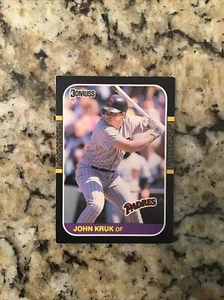 DONRUSS
PADRES
JOHN KRUK OF